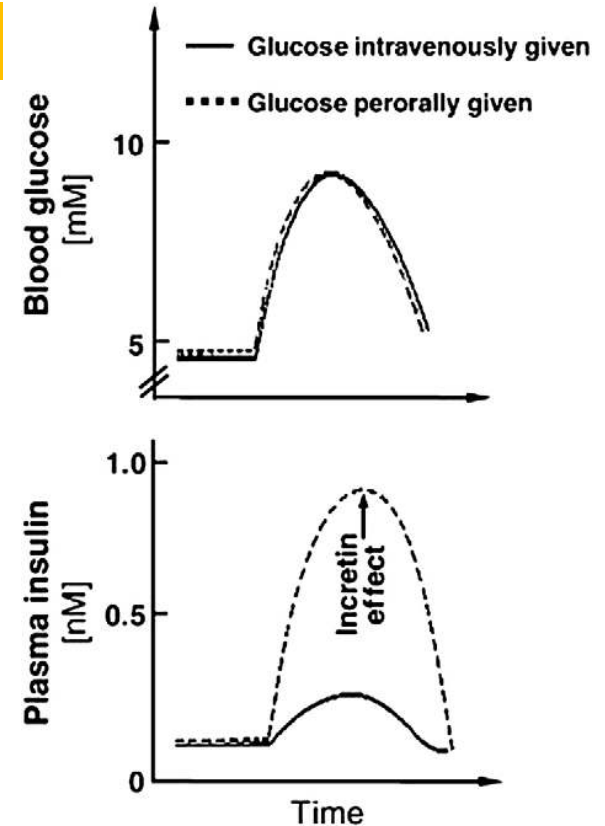 Glucose intravenously given
Glucose perorally given
Blood glucose
[mM]
10
5
Plasma insulin
[nM]
1.0
0.5
0
Incretin
effect
Time